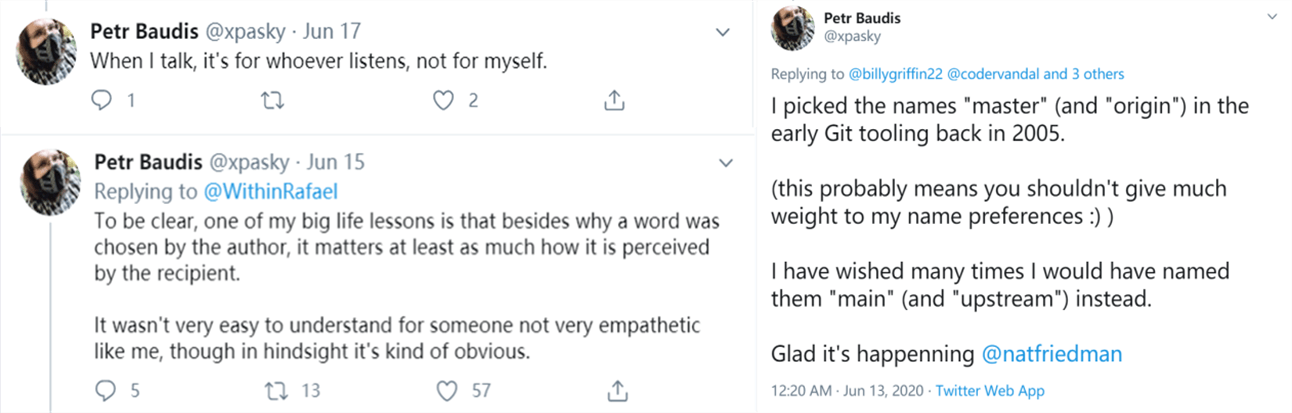 Petr Baudis @xpasky · Jun 17
When I talk, it's for whoever listens, not for myself.
1 2
Petr Baudis @xpasky · Jun 15
Replying to @WithinRafael
To be clear, one of my big life lessons is that besides why a word was
chosen by the author, it matters at least as much how it is perceived
by the recipient.
It wasn't very easy to understand for someone not very empathetic
like me, though in hindsight it's kind of obvious.
5 13 57
Petr Baudis
@xpasky
Replying to @billygriffin22 @codervandal and 3 others
I picked the names "master" (and "origin") in the
early Git tooling back in 2005.
(this probably means you shouldn't give much
weight to my name preferences :) )
I have wished many times I would have named
them "main" (and "upstream") instead.
Glad it's happenning @natfriedman
12:20 AM · Jun 13, 2020 · Twitter Web App